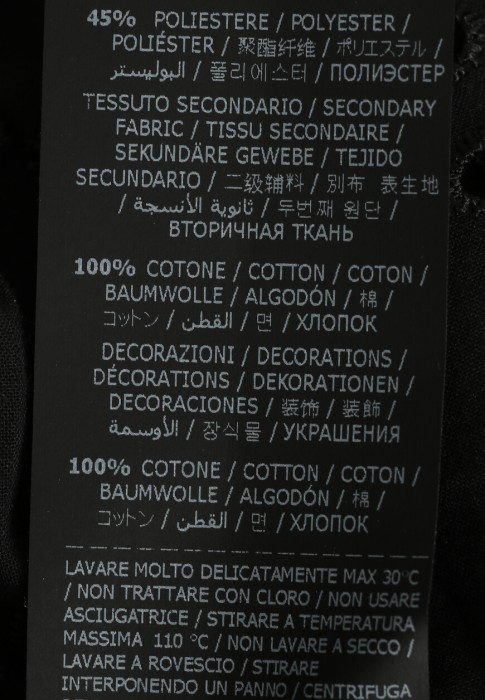 45% POLIESTERE / POLYESTER /
POLIÉSTER / 聚酯纤维 / ポリエステル /
البوليستر / 폴리에스터 / ПОЛИЭСТЕР
TESSUTO SECONDARIO / SECONDARY
FABRIC / TISSU SECONDAIRE /
SEKUNDÄRE GEWEBE / TEJIDO
SECUNDARIO / 二级辅料 / 別布 表生地
/ ثانوية الأنسجة / 두번째 원단 /
ВТОРИЧНАЯ ТКАНЬ
100% COTONE / COTTON / COTON /
BAUMWOLLE / ALGODÓN / 棉 /
コットン / القطن / 면 / ХЛОПОК
DECORAZIONI / DECORATIONS /
DÉCORATIONS / DEKORATIONEN /
DECORACIONES / 装饰 / 装飾 /
الأوسمة / 장식물 / УКРАШЕНИЯ
100% COTONE / COTTON / COTON /
BAUMWOLLE / ALGODÓN / 棉 /
コットン / القطن / 면 / ХЛОПОК
LAVARE MOLTO DELICATAMENTE MAX 30°C
/ NON TRATTARE CON CLORO / NON USARE
ASCIUGATRICE / STIRARE A TEMPERATURA
MASSIMA 110 °C / NON LAVARE A SECCO /
LAVARE A ROVESCIO / STIRARE
INTERPONENDO UN PANNO / CENTRIFUGA